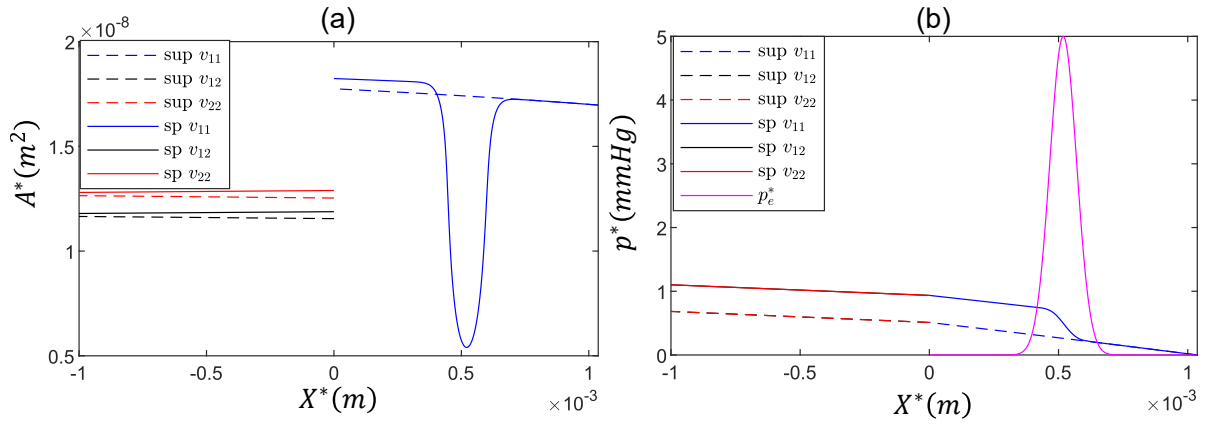 (a)
×10⁻⁸
2
1.5
1
0.5
A*(m²)
sup v₁₁
sup v₁₂
sup v₂₂
sp v₁₁
sp v₁₂
sp v₂₂
-1 -0.5 0 0.5 1
X*(m)
×10⁻³
(b)
5
4
3
2
1
0
p*(mmHg)
sup v₁₁
sup v₁₂
sup v₂₂
sp v₁₁
sp v₁₂
sp v₂₂
pₑ*
-1 -0.5 0 0.5 1
X*(m)
×10⁻³